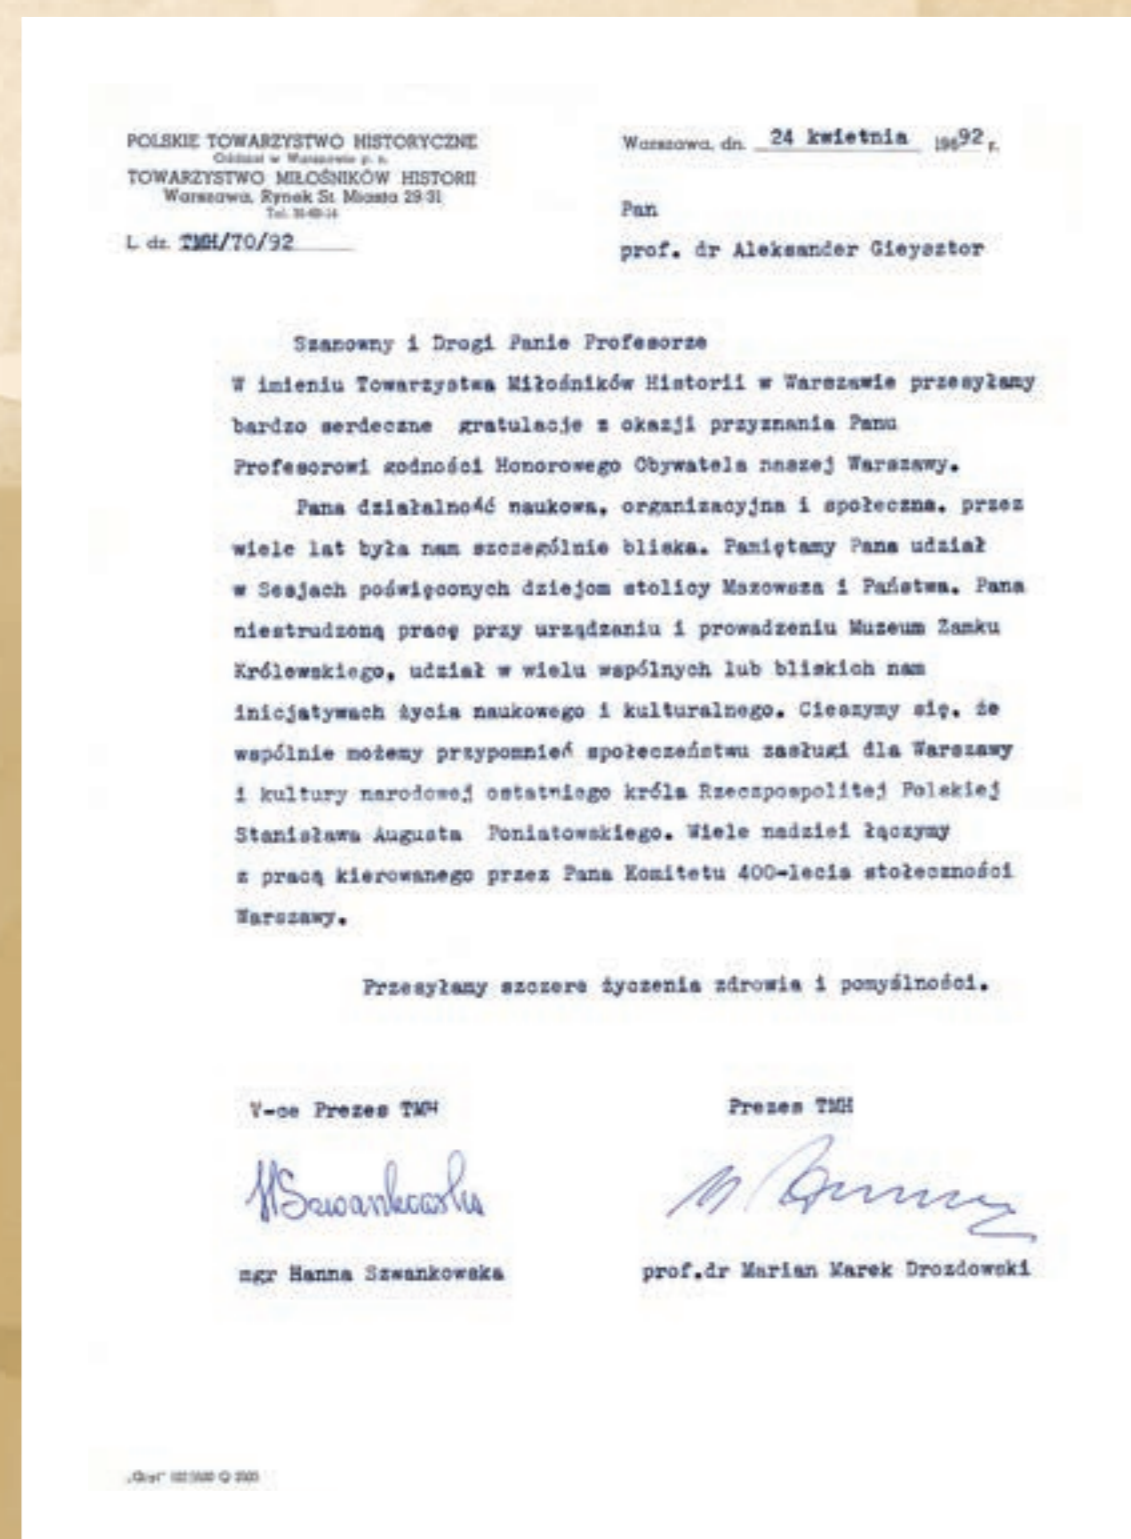 POLSKIE TOWARZYSTWO HISTORYCZNE
Oddział w Warszawie p. n.
TOWARZYSTWO MIŁOŚNIKÓW HISTORII
Warszawa, Rynek St. Miasta 29-31
Tel.
L. dz. TMH/70/92
Warszawa, dn. 24 kwietnia 19692 r.
Pan
prof. dr Aleksander Gieysztor
Szanowny i Drogi Panie Profesorze
W imieniu Towarzystwa Miłośników Historii w Warszawie przesyłamy
bardzo serdeczne gratulacje z okazji przyznania Panu
Profesorowi godności Honorowego Obywatela naszej Warszawy.
Pana działalność naukowa, organizacyjna i społeczna, przez
wiele lat była nam szczególnie bliska. Pamiętamy Pana udział
w Sesjach poświęconych dziejom stolicy Mazowsza i Państwa. Pana
niestrudzoną pracę przy urządzaniu i prowadzeniu Muzeum Zamku
Królewskiego, udział w wielu wspólnych lub bliskich nam
inicjatywach życia naukowego i kulturalnego. Cieszymy się, że
wspólnie możemy przypomnień społeczeństwu zasługi dla Warszawy
i kultury narodowej ostatniego króla Rzeczpospolitej Polskiej
Stanisława Augusta Poniatowskiego. Wiele nadziei łączymy
z pracą kierowanego przez Pana Komitetu 400-lecia stołeczności
Warszawy.
Przesyłamy szczere życzenia zdrowia i pomyślności.
V-ce Prezes TMH
Prezes TMH
HSzwankowska
mgr Hanna Szwankowska
prof.dr Marian Marek Drozdowski